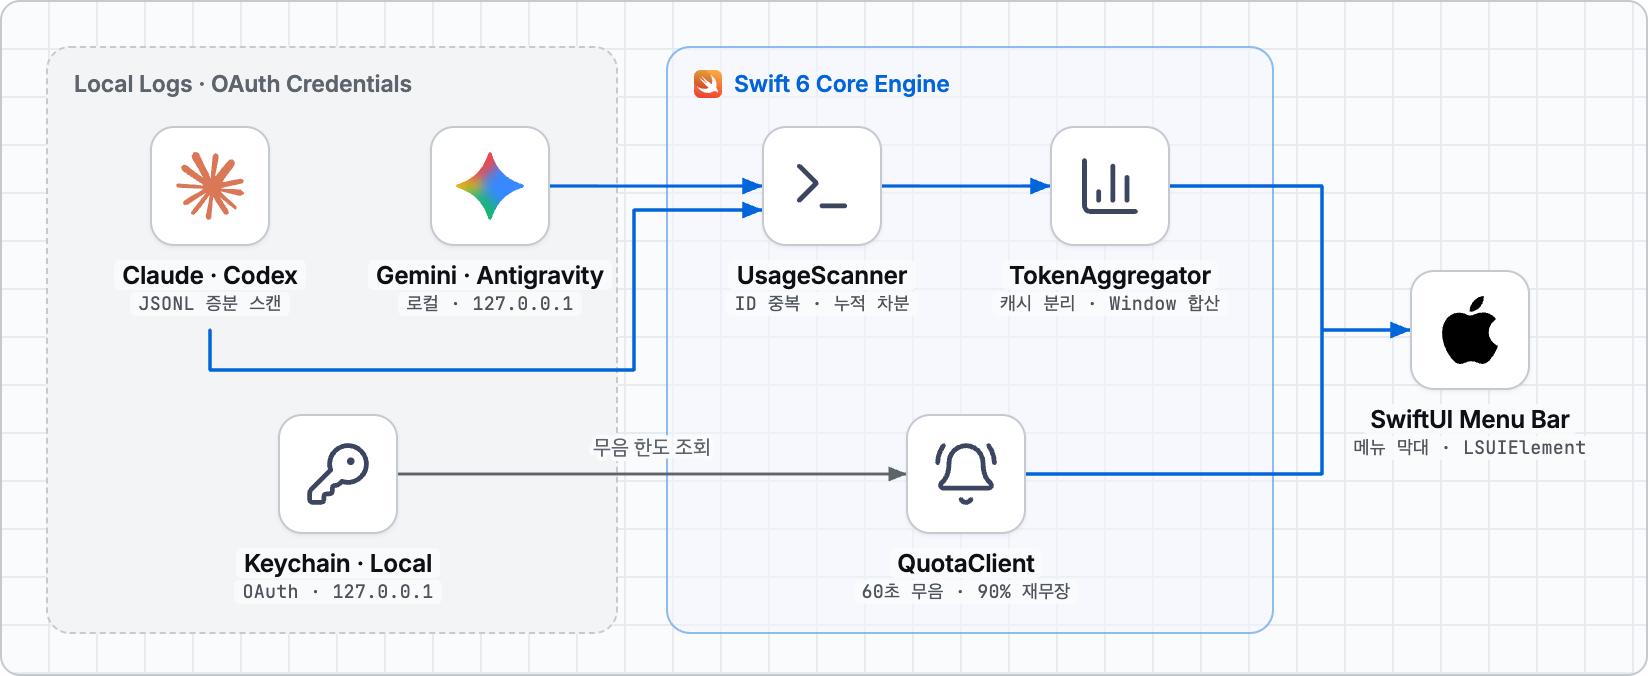 Local Logs · OAuth Credentials
Swift 6 Core Engine
Claude · Codex
JSONL 증분 스캔
Gemini · Antigravity
로컬 · 127.0.0.1
UsageScanner
ID 중복 · 누적 차분
TokenAggregator
캐시 분리 · Window 합산
SwiftUI Menu Bar
메뉴 막대 · LSUIElement
무음 한도 조회
Keychain · Local
OAuth · 127.0.0.1
QuotaClient
60초 무음 · 90% 재무장